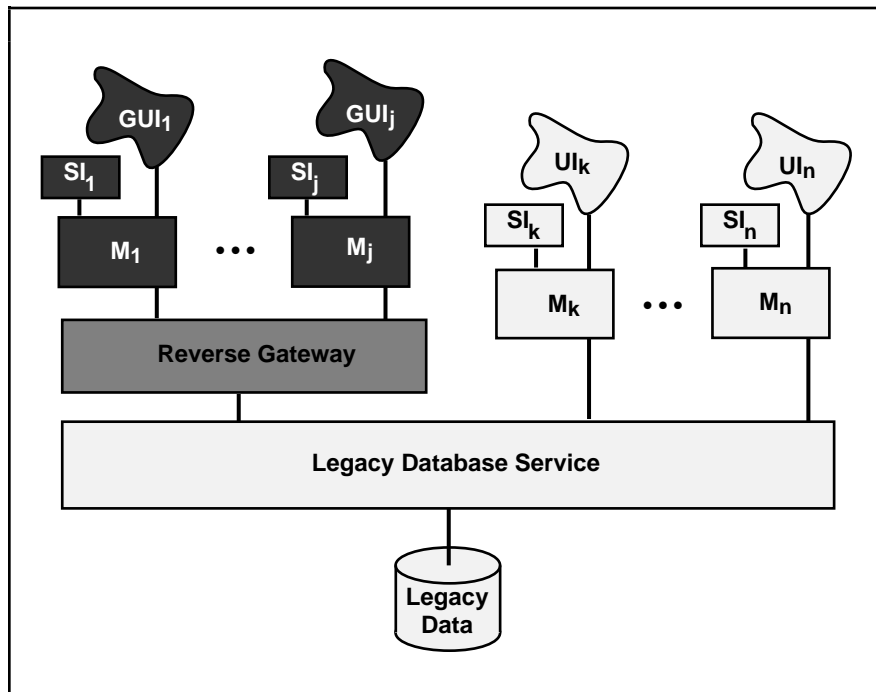 GUI1
GUIj
UIk
UIn
SI1
SIj
SIk
SIn
M1
• • •
Mj
Mk
• • •
Mn
Reverse Gateway
Legacy Database Service
Legacy
Data